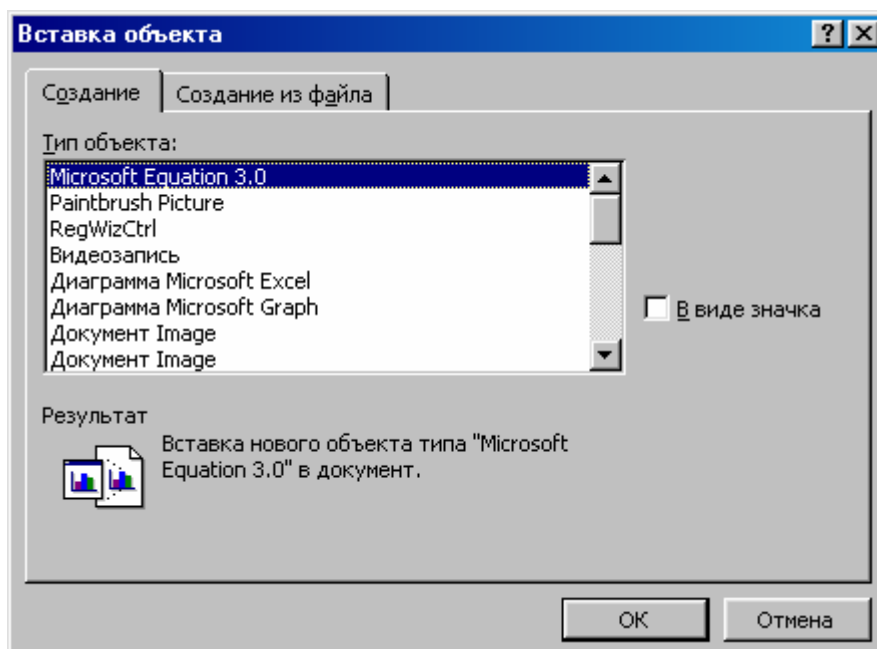 Вставка объекта
Создание
Создание из файла
Тип объекта:
Microsoft Equation 3.0
Paintbrush Picture
RegWizCtrl
Видеозапись
Диаграмма Microsoft Excel
Диаграмма Microsoft Graph
Документ Image
Документ Image
В виде значка
Результат
Вставка нового объекта типа "Microsoft
Equation 3.0" в документ.
ОК
Отмена